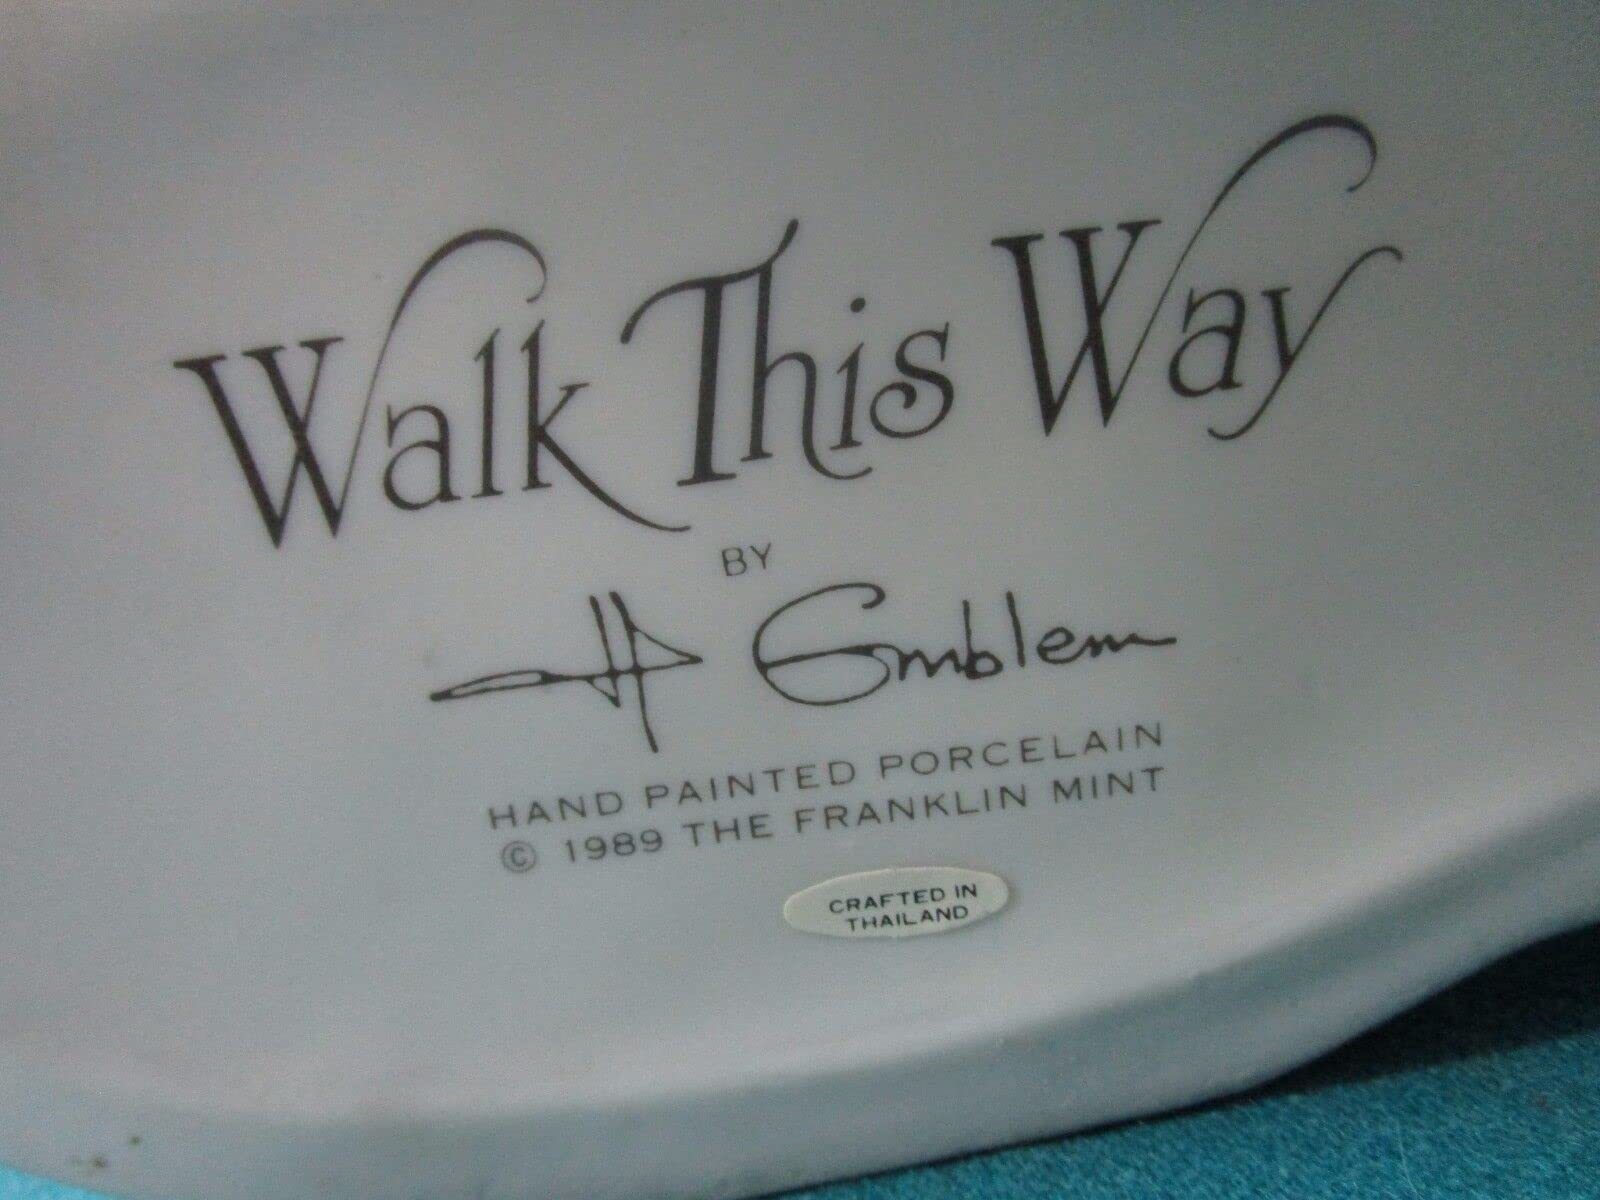 Walk This Way
BY
H Emblem
HAND PAINTED PORCELAIN
© 1989 THE FRANKLIN MINT
CRAFTED IN
THAILAND